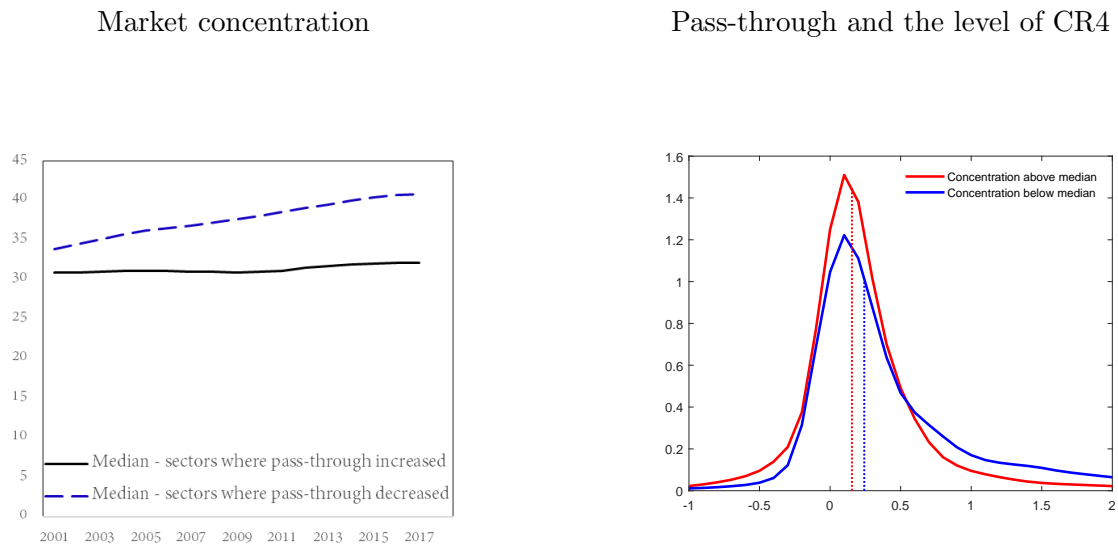 Market concentration
45
40
35
30
25
20
15
10
5
0
Median - sectors where pass-through increased
Median - sectors where pass-through decreased
2001 2003 2005 2007 2009 2011 2013 2015 2017
Pass-through and the level of CR4
1.6
1.4
1.2
1
0.8
0.6
0.4
0.2
0
Concentration above median
Concentration below median
-1 -0.5 0 0.5 1 1.5 2